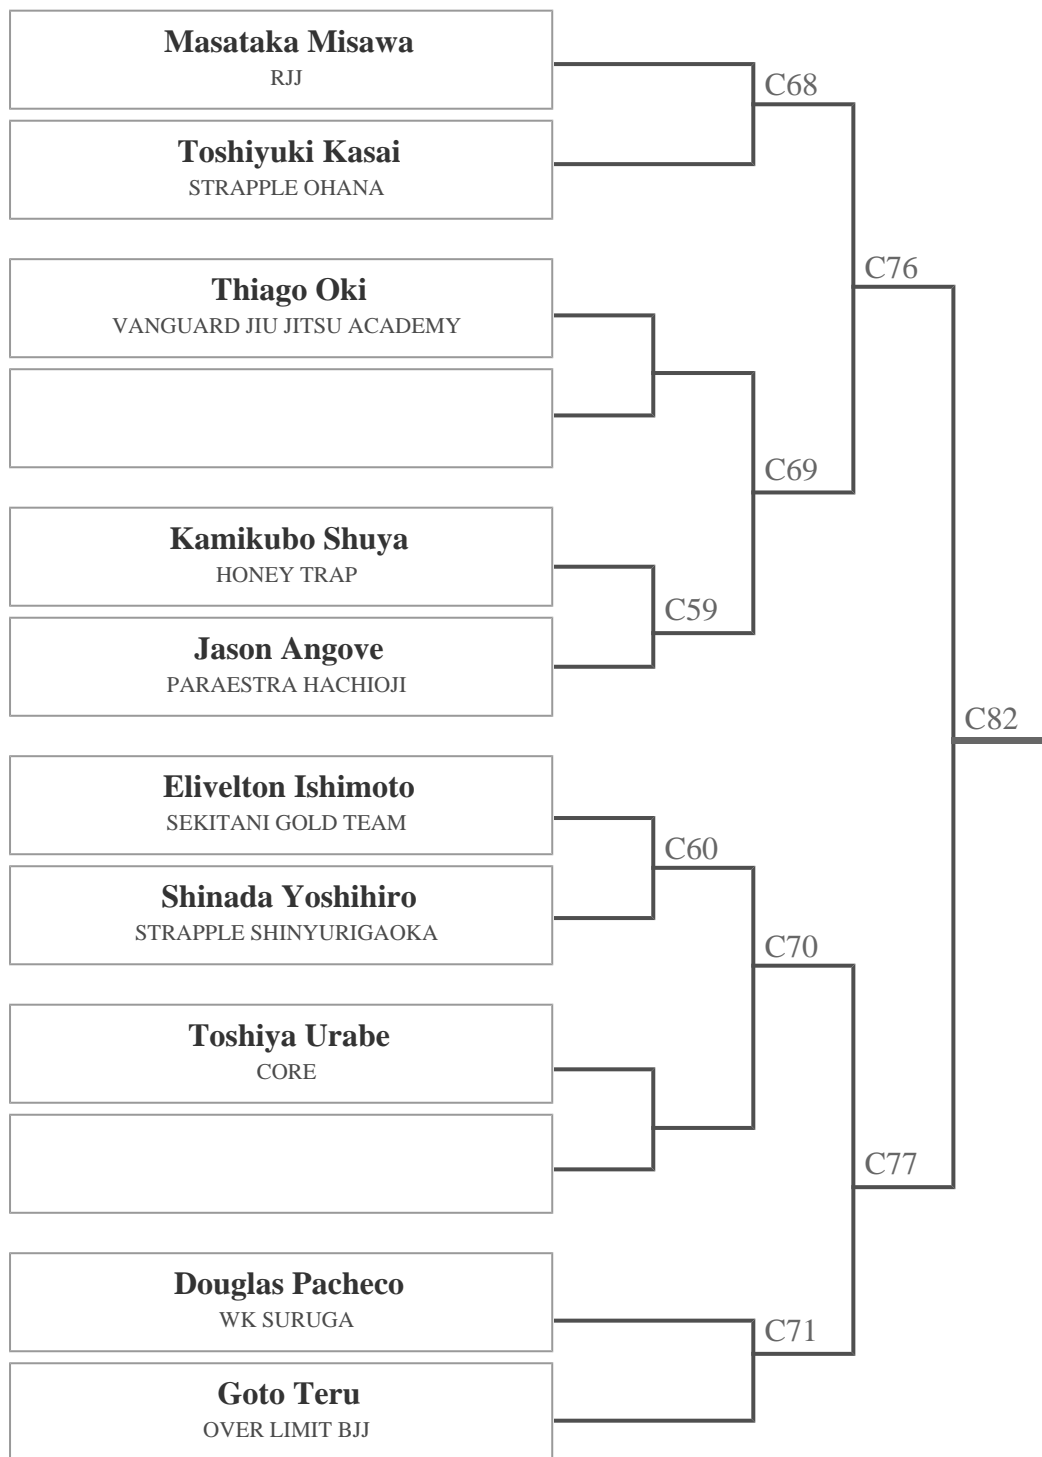 Masataka Misawa
RJJ
C68
Toshiyuki Kasai
STRAPPLE OHANA
C76
Thiago Oki
VANGUARD JIU JITSU ACADEMY
C69
Kamikubo Shuya
HONEY TRAP
C59
Jason Angove
PARAESTRA HACHIOJI
C82
Elivelton Ishimoto
SEKITANI GOLD TEAM
C60
Shinada Yoshihiro
STRAPPLE SHINYURIGAOKA
C70
Toshiya Urabe
CORE
C77
Douglas Pacheco
WK SURUGA
C71
Goto Teru
OVER LIMIT BJJ